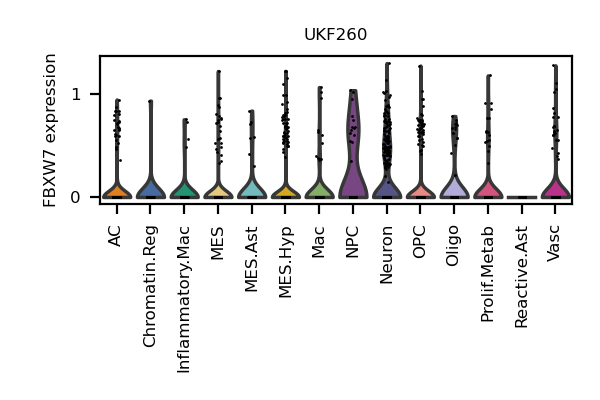 UKF260
FBXW7 expression
1
0
AC
Chromatin.Reg
Inflammatory.Mac
MES
MES.Ast
MES.Hyp
Mac
NPC
Neuron
OPC
Oligo
Prolif.Metab
Reactive.Ast
Vasc